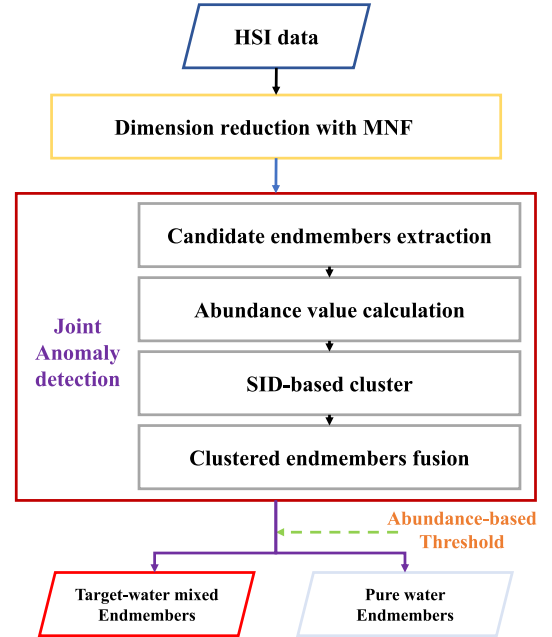 HSI data
Dimension reduction with MNF
Candidate endmembers extraction
Abundance value calculation
Joint
Anomaly
detection
SID-based cluster
Clustered endmembers fusion
Abundance-based
Threshold
Target-water mixed
Endmembers
Pure water
Endmembers